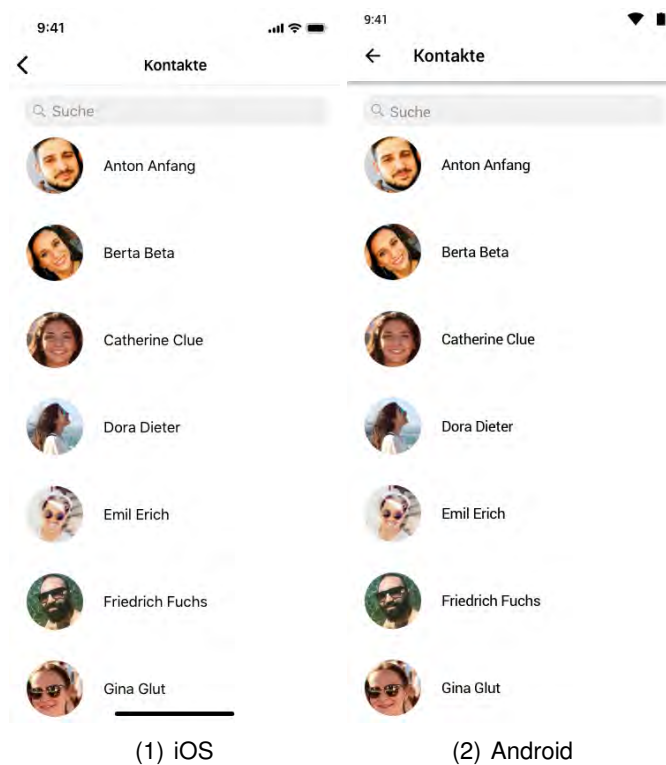 9:41
Kontakte
Suche
Anton Anfang
Berta Beta
Catherine Clue
Dora Dieter
Emil Erich
Friedrich Fuchs
Gina Glut
(1) iOS
9:41
Kontakte
Suche
Anton Anfang
Berta Beta
Catherine Clue
Dora Dieter
Emil Erich
Friedrich Fuchs
Gina Glut
(2) Android